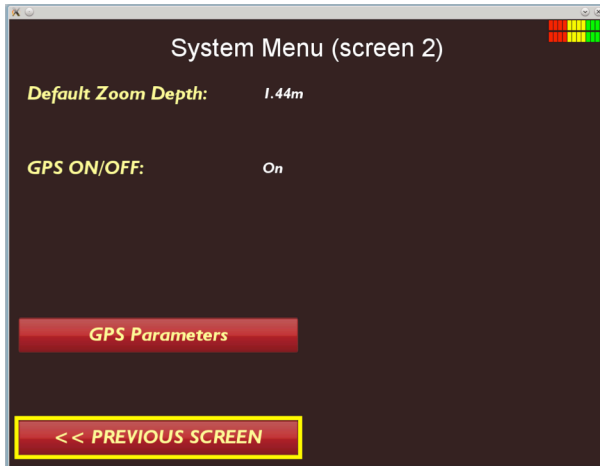 System Menu (screen 2)
Default Zoom Depth: 1.44m
GPS ON/OFF: On
GPS Parameters
<< PREVIOUS SCREEN